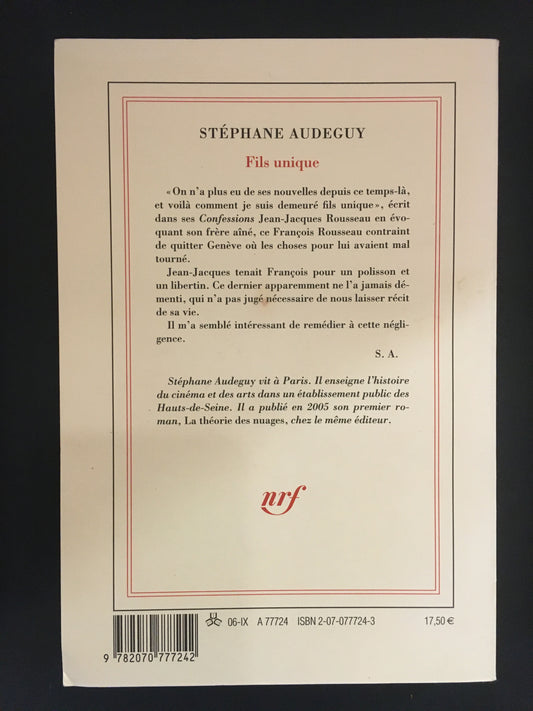 STÉPHANE AUDEGUY
Fils unique
« On n'a plus eu de ses nouvelles depuis ce temps-là,
et voilà comment je suis demeuré fils unique », écrit
dans ses Confessions Jean-Jacques Rousseau en évo-
quant son frère aîné, ce François Rousseau contraint
de quitter Genève où les choses pour lui avaient mal
tourné.
Jean-Jacques tenait François pour un polisson et
un libertin. Ce dernier apparemment ne l'a jamais dé-
menti, qui n'a pas jugé nécessaire de nous laisser récit
de sa vie.
Il m'a semblé intéressant de remédier à cette négli-
gence.
S. A.
Stéphane Audeguy vit à Paris. Il enseigne l'histoire
du cinéma et des arts dans un établissement public des
Hauts-de-Seine. Il a publié en 2005 son premier ro-
man, La théorie des nuages, chez le même éditeur.
nrf
06-IX A 77724 ISBN 2-07-077724-3 17,50 €
9 782070 777242